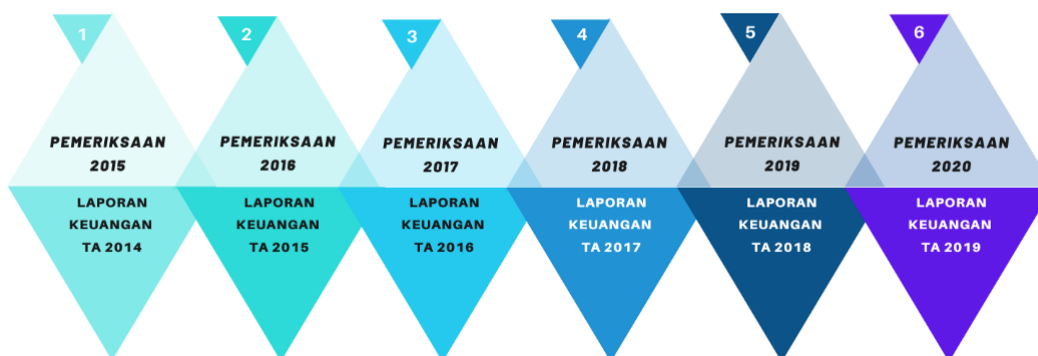 1
PEMERIKSAAN
2015
LAPORAN
KEUANGAN
TA 2014
2
PEMERIKSAAN
2016
LAPORAN
KEUANGAN
TA 2015
3
PEMERIKSAAN
2017
LAPORAN
KEUANGAN
TA 2016
4
PEMERIKSAAN
2018
LAPORAN
KEUANGAN
TA 2017
5
PEMERIKSAAN
2019
LAPORAN
KEUANGAN
TA 2018
6
PEMERIKSAAN
2020
LAPORAN
KEUANGAN
TA 2019